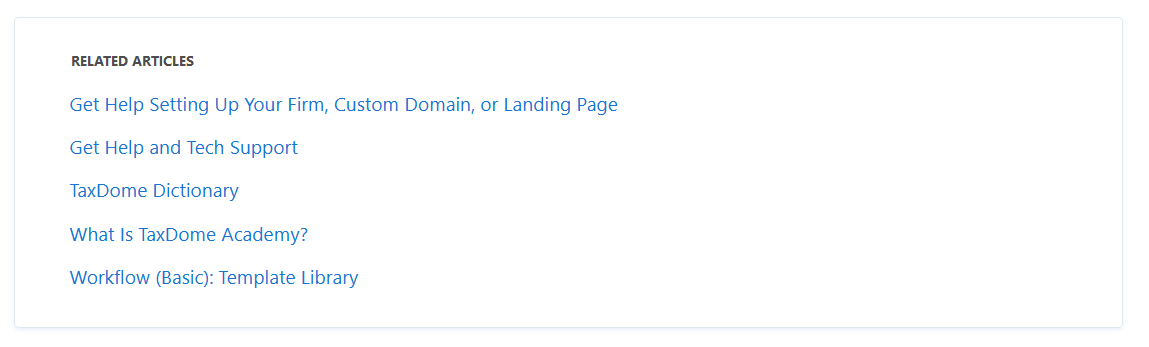 RELATED ARTICLES
Get Help Setting Up Your Firm, Custom Domain, or Landing Page
Get Help and Tech Support
TaxDome Dictionary
What Is TaxDome Academy?
Workflow (Basic): Template Library